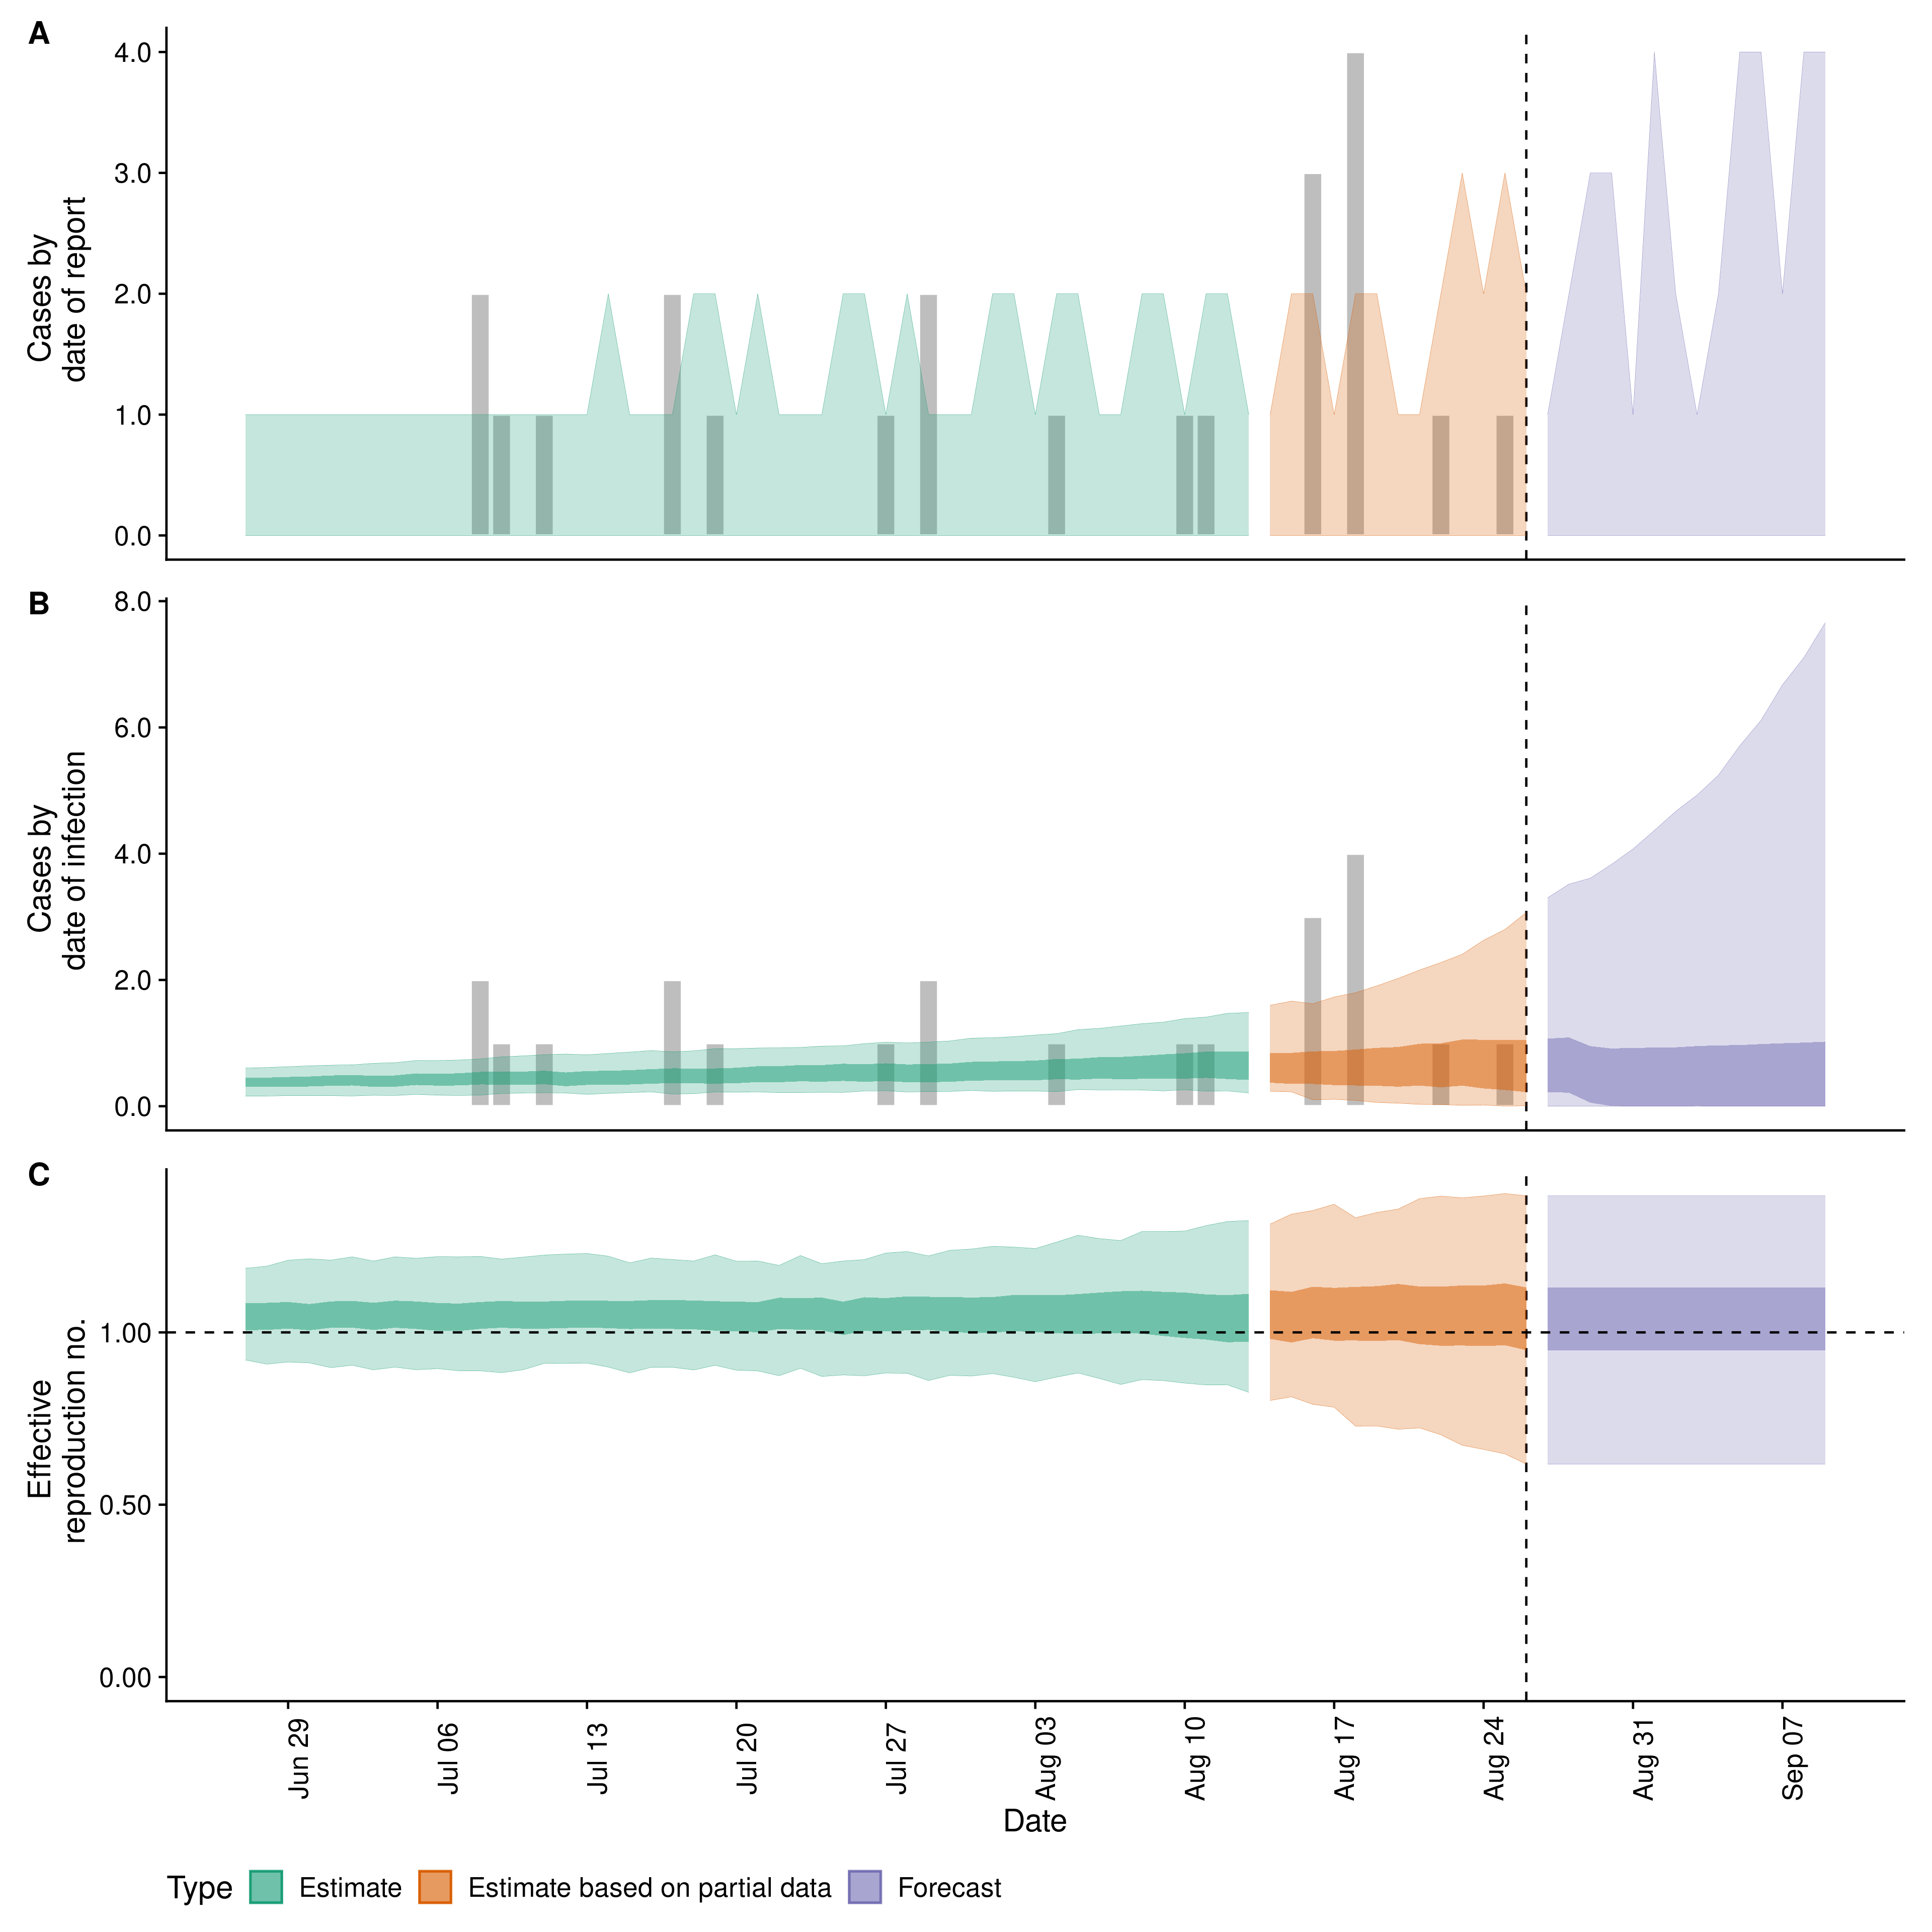 A
4.0
3.0
2.0
1.0
0.0
Cases by
date of report
B
8.0
6.0
4.0
2.0
0.0
Cases by
date of infection
C
1.00
0.50
0.00
Effective
reproduction no.
Jun 29
Jul 06
Jul 13
Jul 20
Jul 27
Aug 03
Aug 10
Aug 17
Aug 24
Aug 31
Sep 07
Date
Type Estimate Estimate based on partial data Forecast